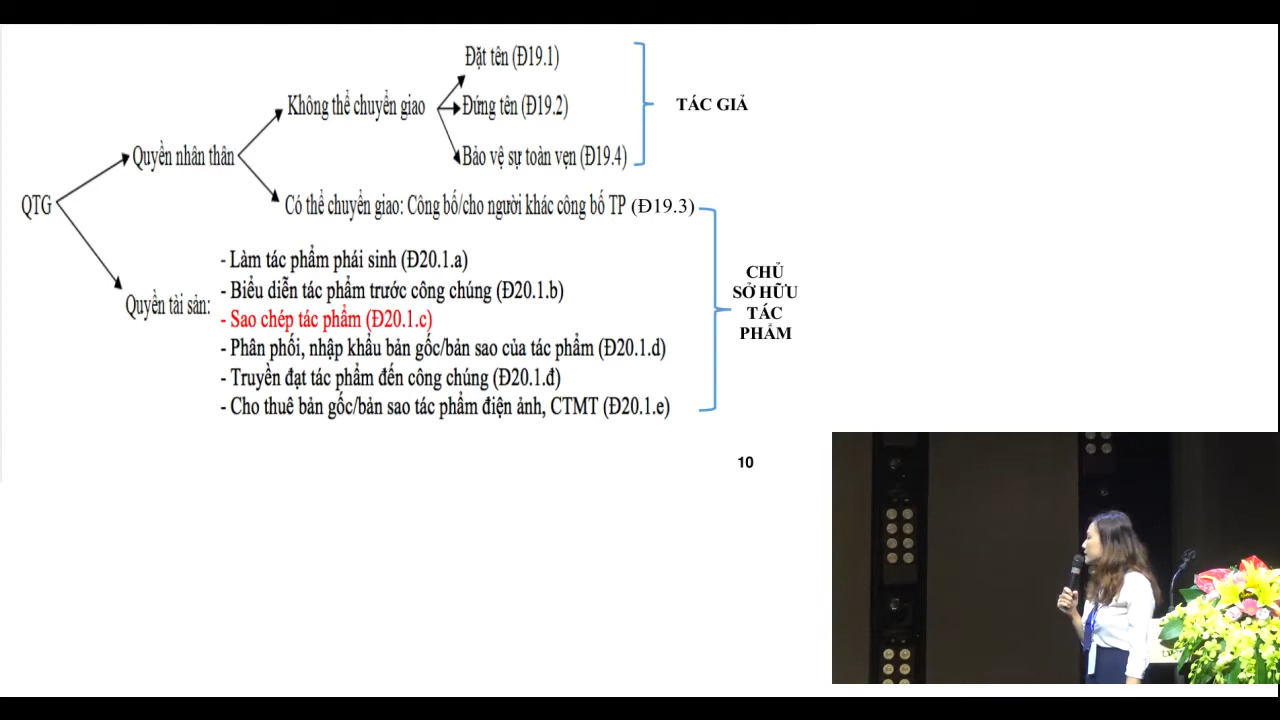 Đặt tên (Đ19.1)
Không thể chuyển giao
Đứng tên (Đ19.2)
TÁC GIẢ
Quyền nhân thân
Bảo vệ sự toàn vẹn (Đ19.4)
QTG
Có thể chuyển giao: Công bố/cho người khác công bố TP (Đ19.3)
Quyền tài sản:
- Làm tác phẩm phái sinh (Đ20.1.a)
- Biểu diễn tác phẩm trước công chúng (Đ20.1.b)
- Sao chép tác phẩm (Đ20.1.c)
- Phân phối, nhập khẩu bản gốc/bản sao của tác phẩm (Đ20.1.d)
- Truyền đạt tác phẩm đến công chúng (Đ20.1.đ)
- Cho thuê bản gốc/bản sao tác phẩm điện ảnh, CTMT (Đ20.1.e)
CHỦ
SỞ HỮU
TÁC
PHẨM
10